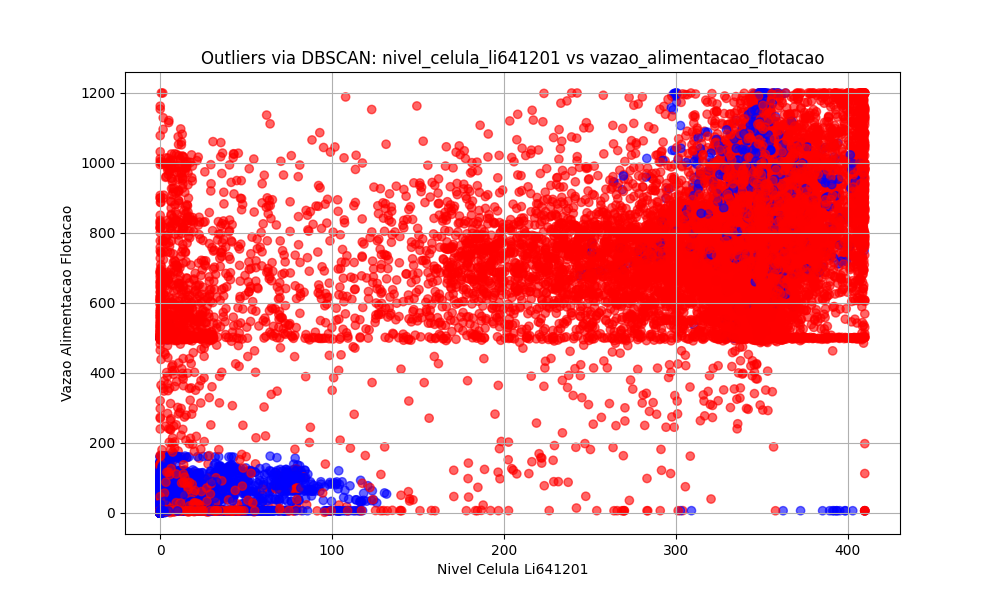 Outliers via DBSCAN: nivel_celula_li641201 vs vazao_alimentacao_flotacao
1200
1000
800
600
400
200
0
Vazao Alimentacao Flotacao
0 100 200 300 400
Nivel Celula Li641201